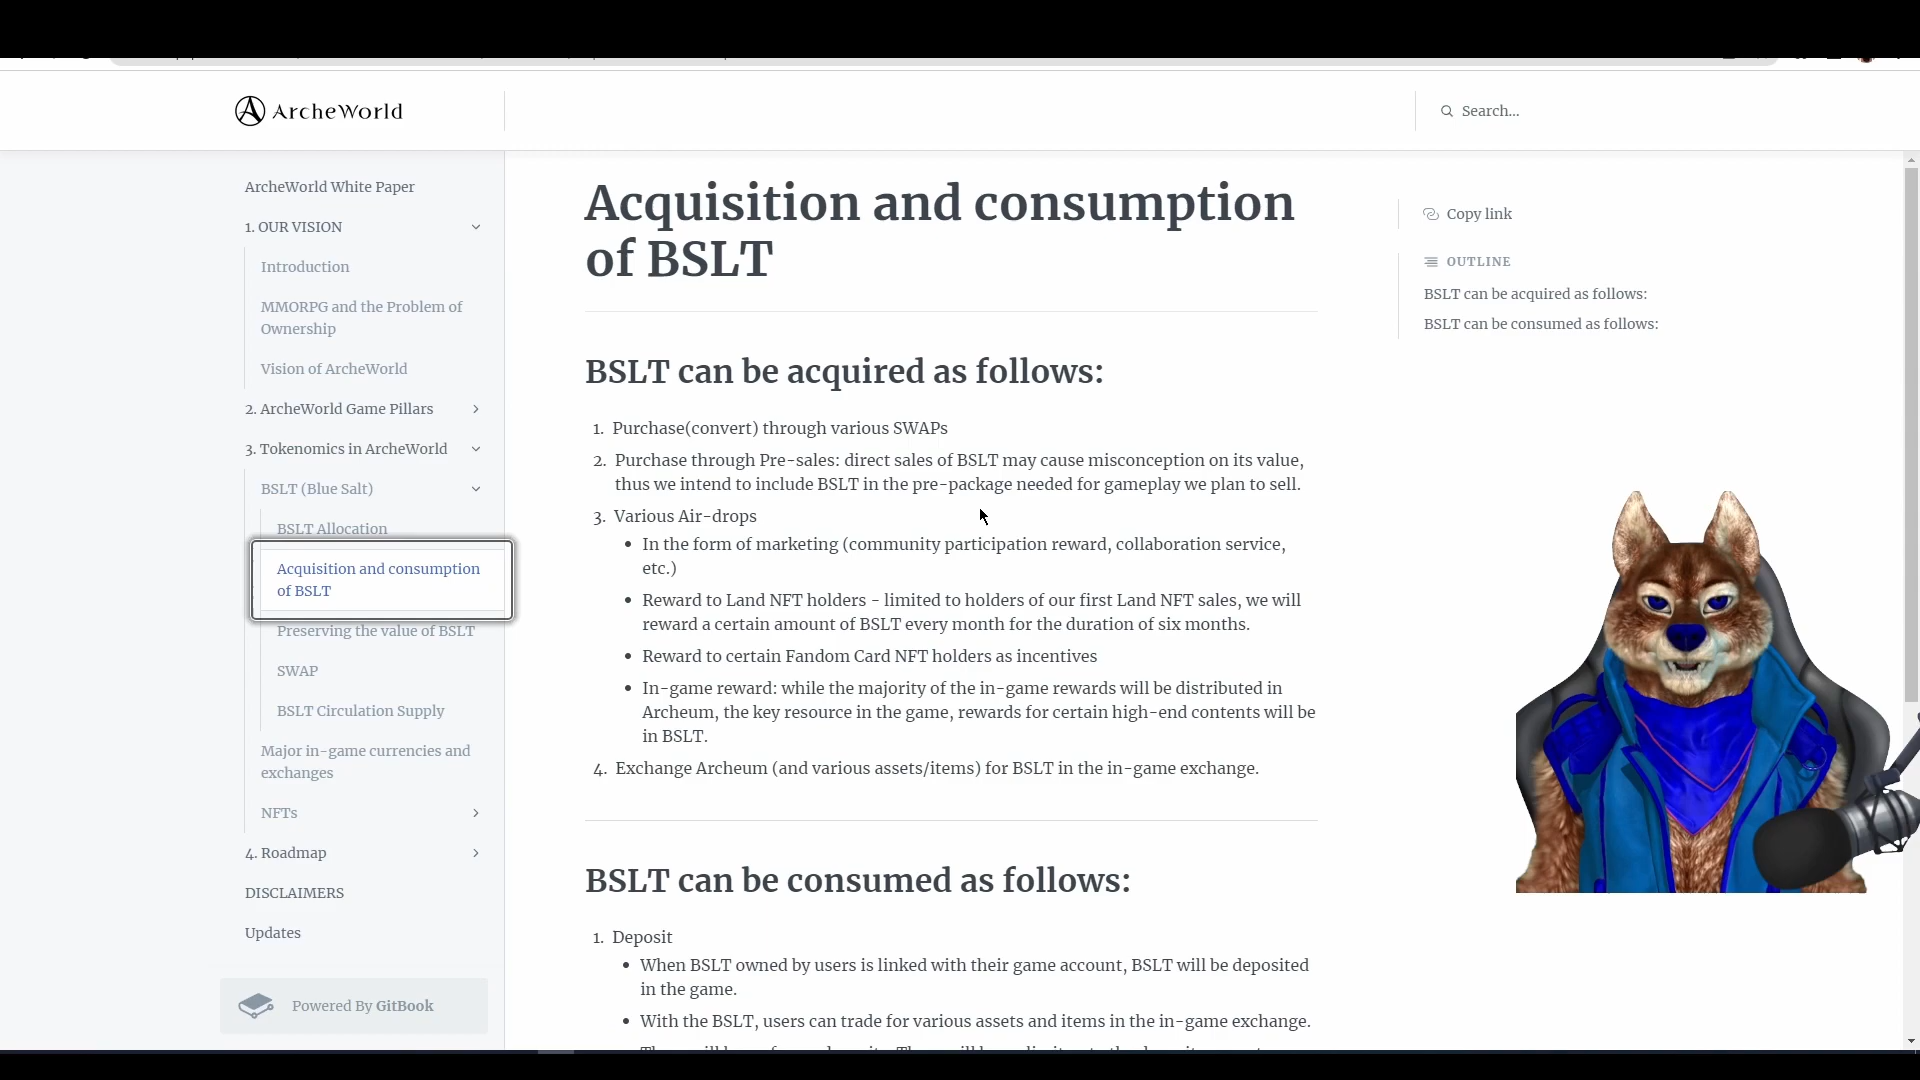 ArcheWorld
Search...
ArcheWorld White Paper
1. OUR VISION
Introduction
MMORPG and the Problem of
Ownership
Vision of ArcheWorld
2. ArcheWorld Game Pillars
3. Tokenomics in ArcheWorld
BSLT (Blue Salt)
BSLT Allocation
Acquisition and consumption
of BSLT
Preserving the value of BSLT
SWAP
BSLT Circulation Supply
Major in-game currencies and
exchanges
NFTs
4. Roadmap
DISCLAIMERS
Updates
Powered By GitBook
Acquisition and consumption
of BSLT
BSLT can be acquired as follows:
1. Purchase(convert) through various SWAPs
2. Purchase through Pre-sales: direct sales of BSLT may cause misconception on its value,
thus we intend to include BSLT in the pre-package needed for gameplay we plan to sell.
3. Various Air-drops
• In the form of marketing (community participation reward, collaboration service,
etc.)
• Reward to Land NFT holders - limited to holders of our first Land NFT sales, we will
reward a certain amount of BSLT every month for the duration of six months.
• Reward to certain Fandom Card NFT holders as incentives
• In-game reward: while the majority of the in-game rewards will be distributed in
Archeum, the key resource in the game, rewards for certain high-end contents will be
in BSLT.
4. Exchange Archeum (and various assets/items) for BSLT in the in-game exchange.
BSLT can be consumed as follows:
1. Deposit
• When BSLT owned by users is linked with their game account, BSLT will be deposited
in the game.
• With the BSLT, users can trade for various assets and items in the in-game exchange.
Copy link
OUTLINE
BSLT can be acquired as follows:
BSLT can be consumed as follows: